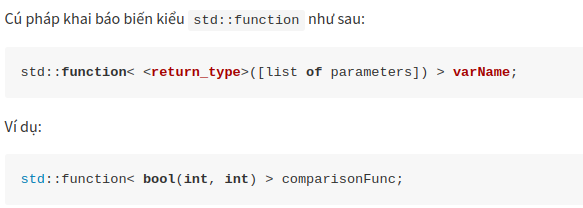 Cú pháp khai báo biến kiểu std::function như sau:
std::function< <return_type>([list of parameters]) > varName;
Ví dụ:
std::function< bool(int, int) > comparisonFunc;